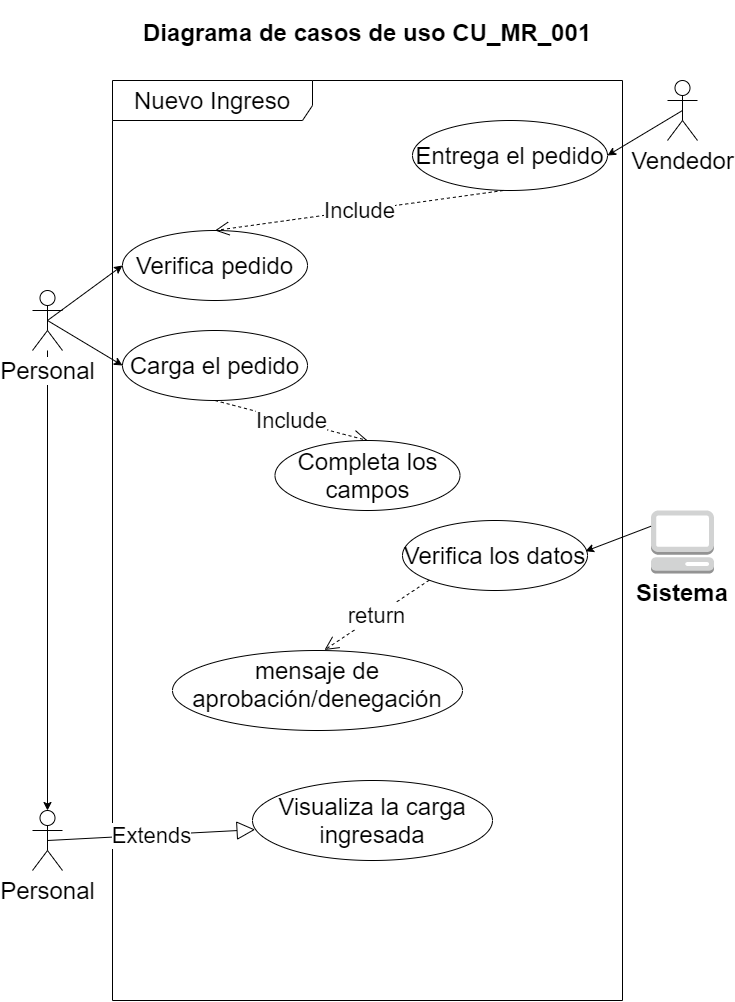 Diagrama de casos de uso CU_MR_001
Nuevo Ingreso
Entrega el pedido
Vendedor
Include
Verifica pedido
Personal
Carga el pedido
Include
Completa los
campos
Verifica los datos
Sistema
return
mensaje de
aprobación/denegación
Visualiza la carga
ingresada
Extends
Personal